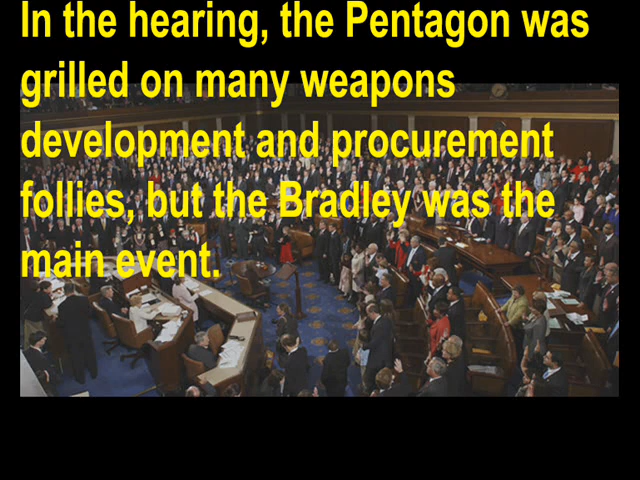 In the hearing, the Pentagon was
grilled on many weapons
development and procurement
follies, but the Bradley was the
main event.